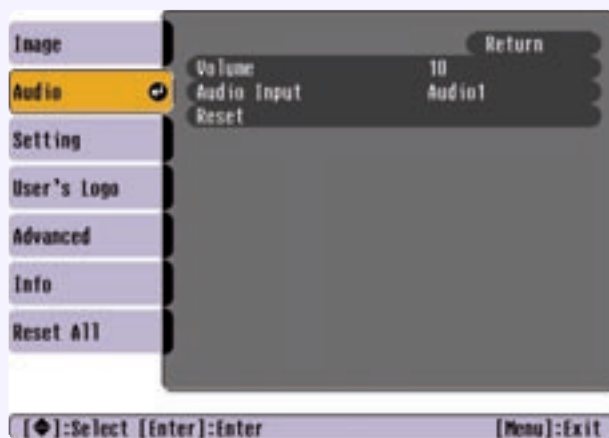 Image
Audio
Setting
User's Logo
Advanced
Info
Reset All
Return
Volume 10
Audio Input Audio1
Reset
[◆]:Select [Enter]:Enter [Menu]:Exit